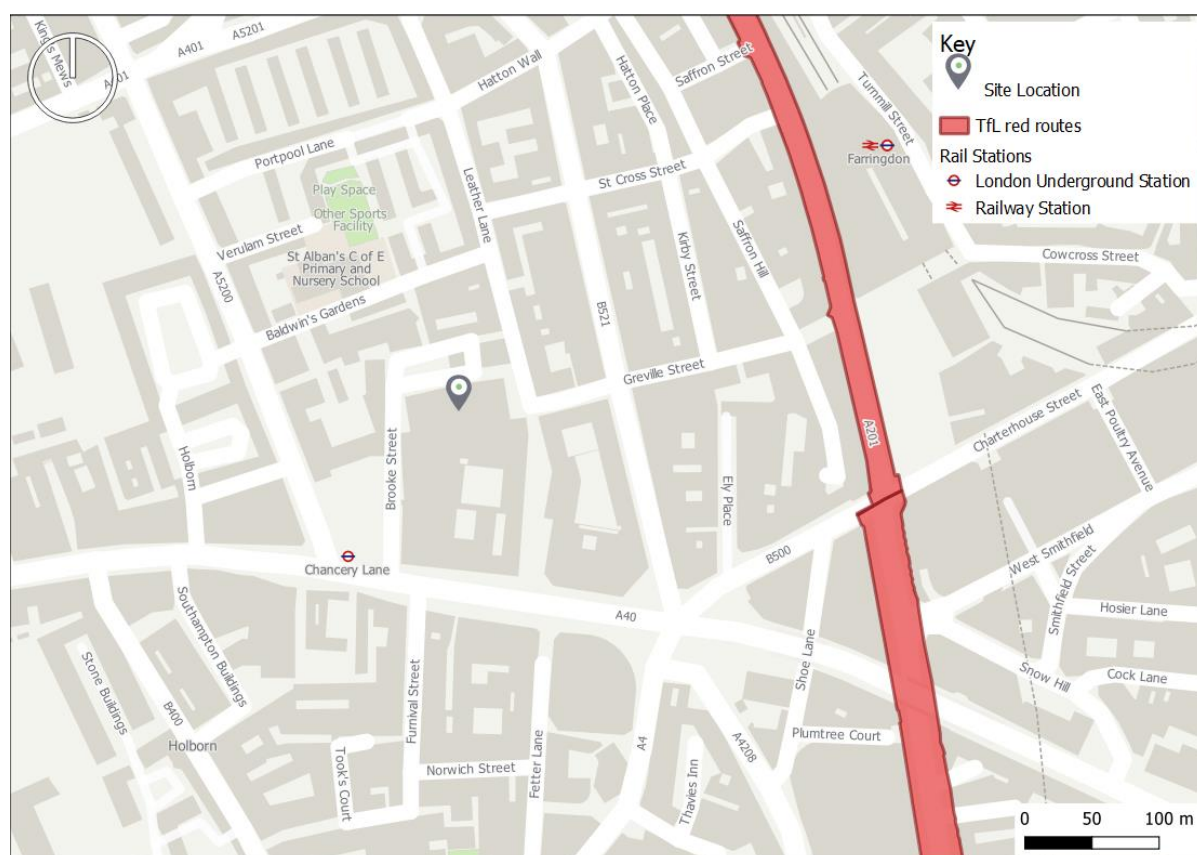 King's Mews
A401
A5201
A401
Hatton Wall
Hatton Place
Saffron Street
Turnmill Street
Key
Site Location
TfL red routes
Rail Stations
London Underground Station
Railway Station
Farringdon
Portpool Lane
Play Space
Other Sports
Facility
Leather Lane
St Cross Street
Verulam Street
St Alban's C of E
Primary and
Nursery School
Kirby Street
Saffron Hill
Cowcross Street
A5200
Baldwin's Gardens
B521
Greville Street
Charterhouse Street
East Poultry Avenue
A201
Holborn
Brooke Street
Ely Place
B500
West Smithfield
Smithfield Street
Chancery Lane
A40
Hosier Lane
Southampton Buildings
Stone Buildings
Furnival Street
Shoe Lane
Snow Hill
Cock Lane
B400
Holborn
Took's Court
Norwich Street
Fetter Lane
A4
A4208
Thavies Inn
Plumtree Court
0 50 100 m